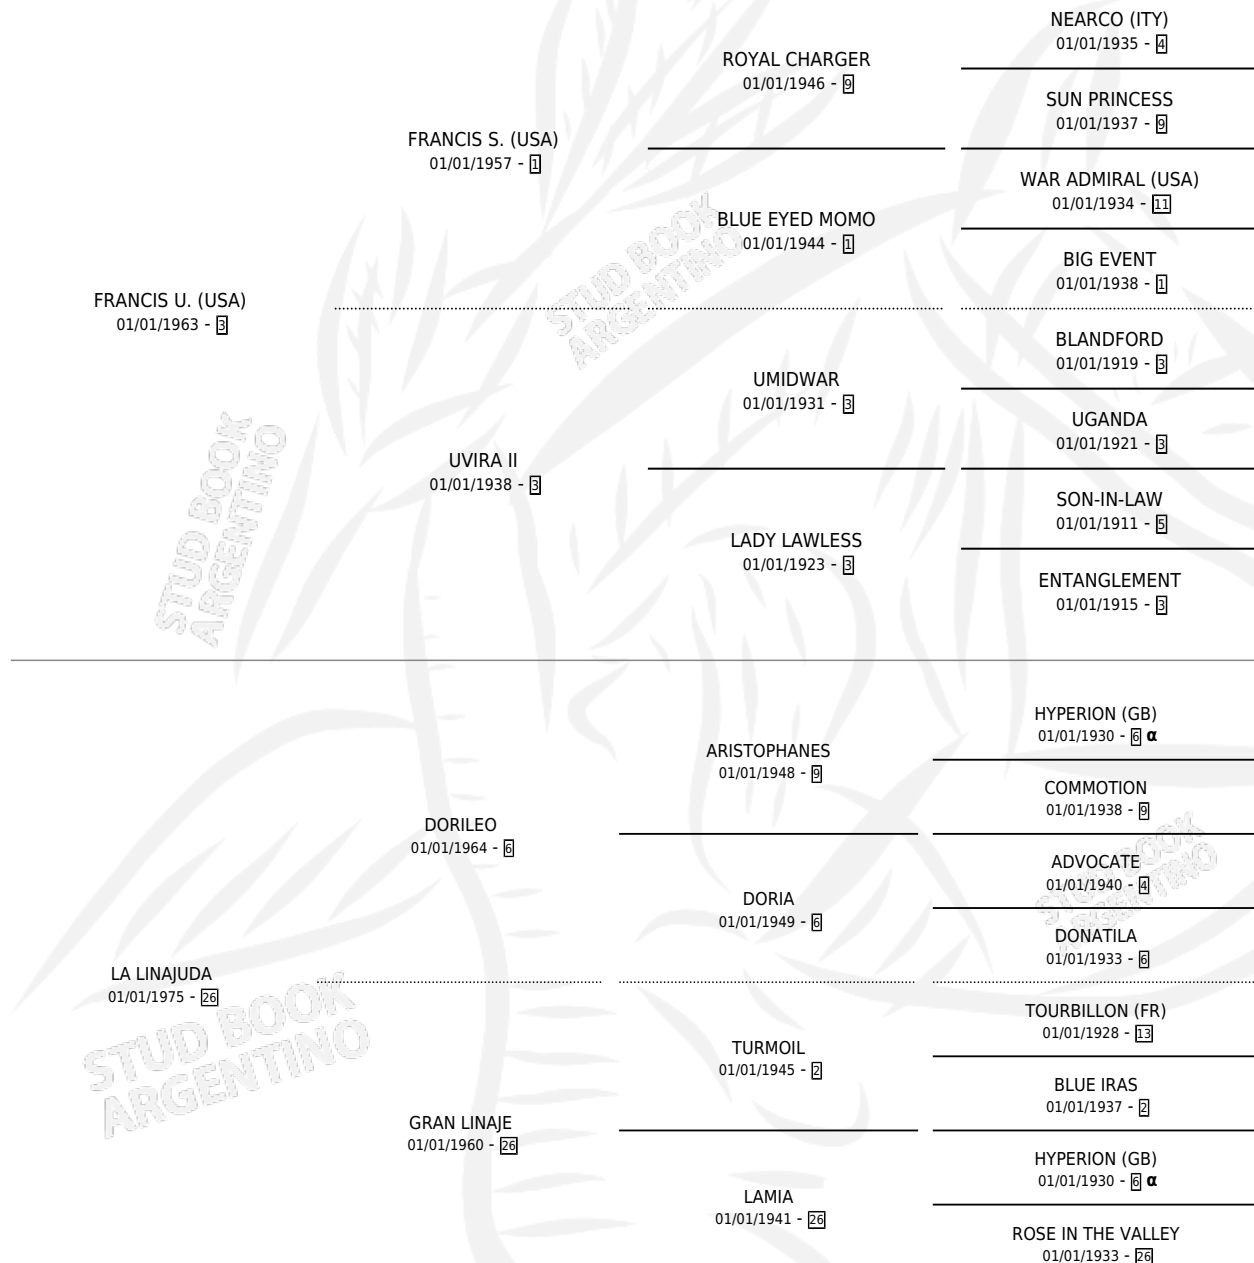 NEARCO (ITY)
01/01/1935 - 4
ROYAL CHARGER
01/01/1946 - 9
SUN PRINCESS
01/01/1937 - 9
FRANCIS S. (USA)
01/01/1957 - 1
WAR ADMIRAL (USA)
01/01/1934 - 11
BLUE EYED MOMO
01/01/1944 - 1
BIG EVENT
01/01/1938 - 1
FRANCIS U. (USA)
01/01/1963 - 3
BLANDFORD
01/01/1919 - 3
UMIDWAR
01/01/1931 - 3
UGANDA
01/01/1921 - 3
UVIRA II
01/01/1938 - 3
SON-IN-LAW
01/01/1911 - 5
LADY LAWLESS
01/01/1923 - 3
ENTANGLEMENT
01/01/1915 - 3
HYPERION (GB)
01/01/1930 - 6 α
ARISTOPHANES
01/01/1948 - 9
COMMOTION
01/01/1938 - 9
DORILEO
01/01/1964 - 6
ADVOCATE
01/01/1940 - 4
DORIA
01/01/1949 - 6
DONATILA
01/01/1933 - 6
LA LINAJUDA
01/01/1975 - 26
TOURBILLON (FR)
01/01/1928 - 13
TURMOIL
01/01/1945 - 2
BLUE IRAS
01/01/1937 - 2
GRAN LINAJE
01/01/1960 - 26
HYPERION (GB)
01/01/1930 - 6 α
LAMIA
01/01/1941 - 26
ROSE IN THE VALLEY
01/01/1933 - 26
STUD BOOK
ARGENTINO
STUD BOOK
ARGENTINO
STUD BOOK
ARGENTINO
STUD BOOK
ARGENTINO